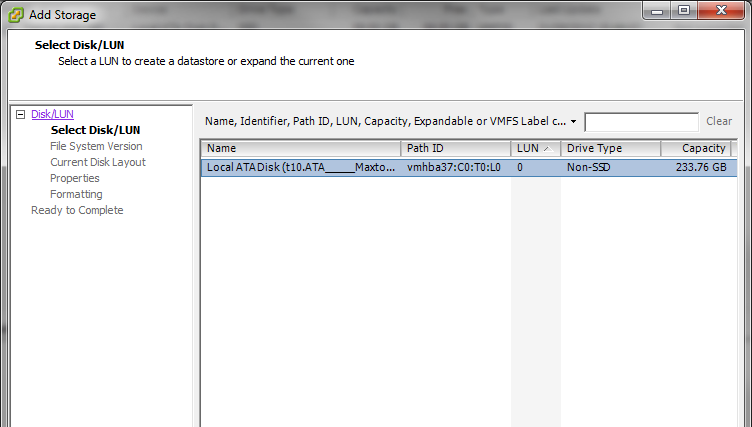 Add Storage
Select Disk/LUN
Select a LUN to create a datastore or expand the current one
Disk/LUN
Select Disk/LUN
File System Version
Current Disk Layout
Properties
Formatting
Ready to Complete
Name, Identifier, Path ID, LUN, Capacity, Expandable or VMFS Label c... Clear
Name Path ID LUN Drive Type Capacity
Local ATA Disk (t10.ATA_____Maxto... vmhba37:C0:T0:L0 0 Non-SSD 233.76 GB